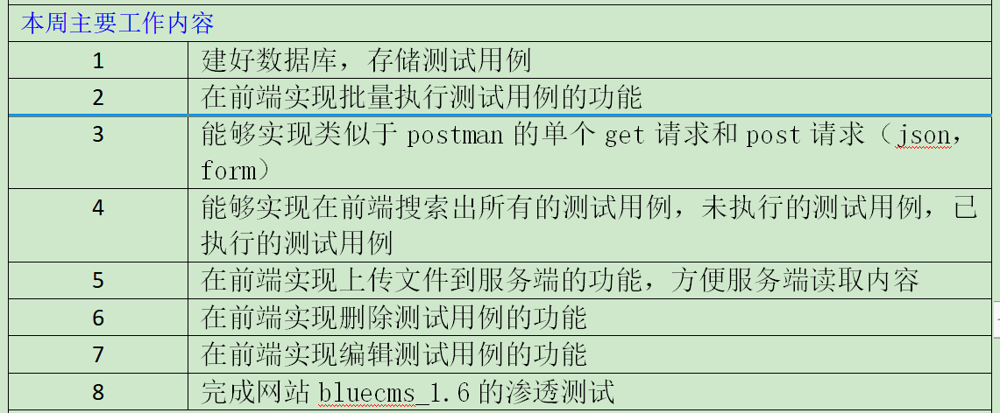 本周主要工作内容
1 建好数据库，存储测试用例
2 在前端实现批量执行测试用例的功能
3 能够实现类似于 postman 的单个 get 请求和 post 请求（json，
form）
4 能够实现在前端搜索出所有的测试用例，未执行的测试用例，已
执行的测试用例
5 在前端实现上传文件到服务端的功能，方便服务端读取内容
6 在前端实现删除测试用例的功能
7 在前端实现编辑测试用例的功能
8 完成网站 bluecms_1.6 的渗透测试